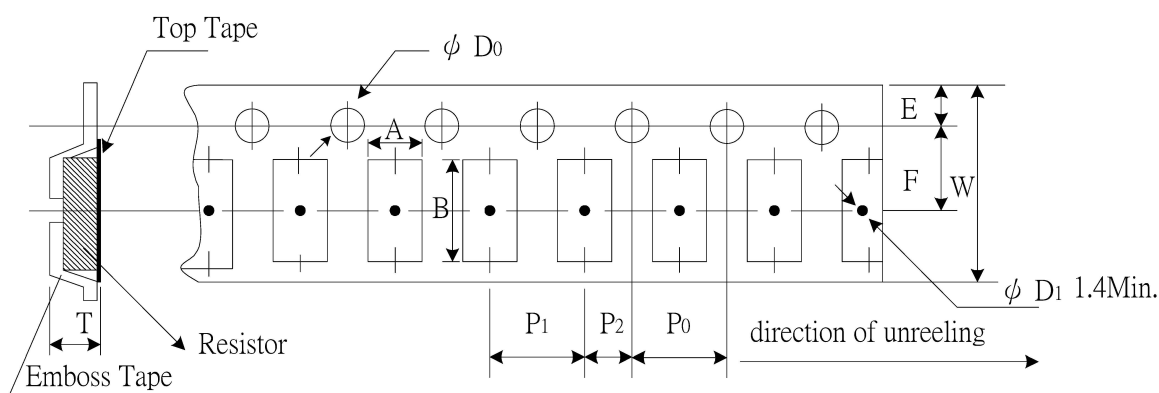 Top Tape
ψ D0
E
A
F
W
B
ψ D1 1.4Min.
T
P1
P2
P0
direction of unreeling
Resistor
Emboss Tape